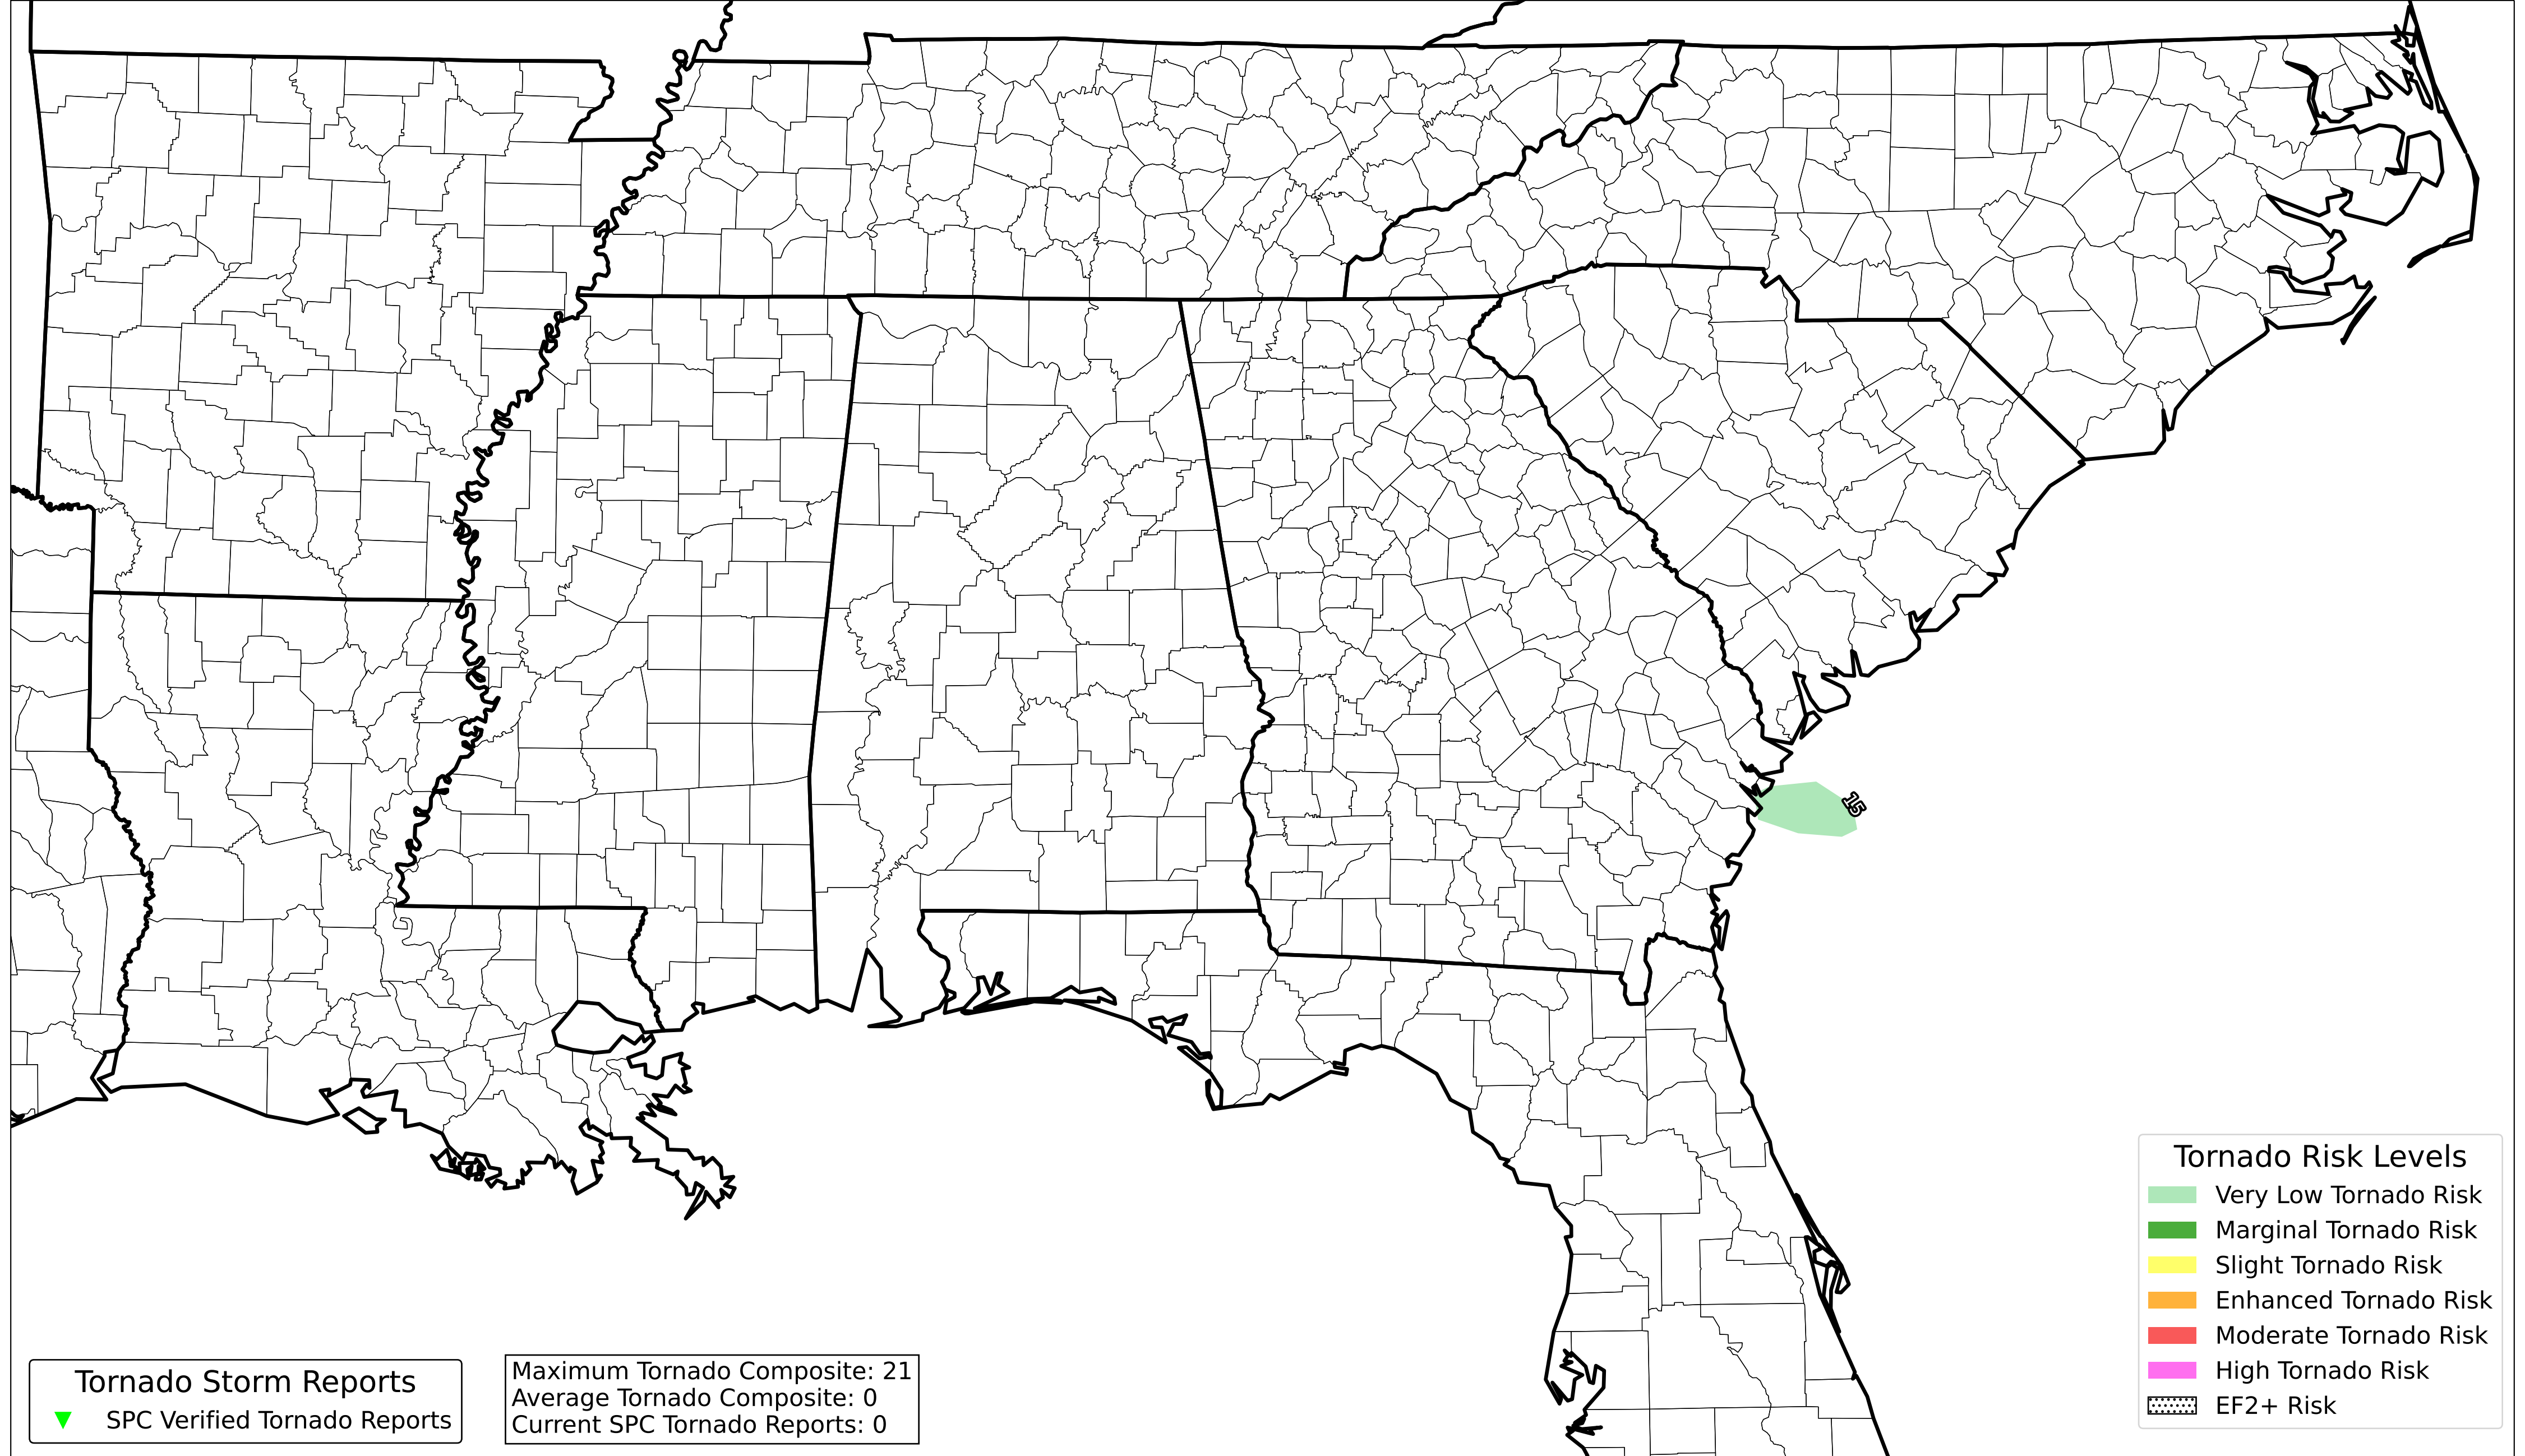 15
Tornado Risk Levels
Very Low Tornado Risk
Marginal Tornado Risk
Slight Tornado Risk
Enhanced Tornado Risk
Moderate Tornado Risk
High Tornado Risk
EF2+ Risk
Tornado Storm Reports
SPC Verified Tornado Reports
Maximum Tornado Composite: 21
Average Tornado Composite: 0
Current SPC Tornado Reports: 0